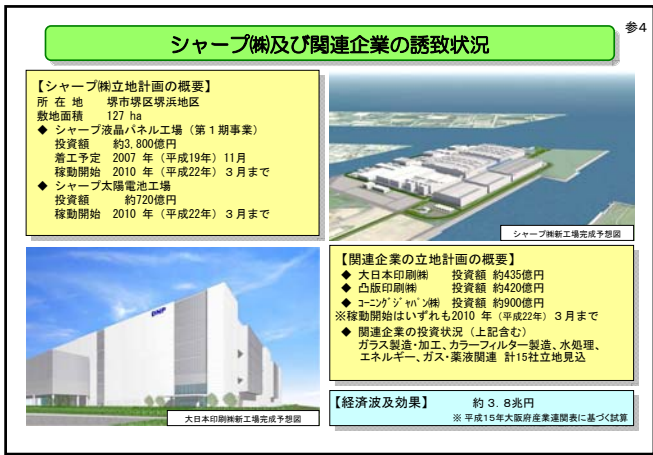 参4
シャープ㈱及び関連企業の誘致状況
【シャープ㈱立地計画の概要】
所 在 地　堺市堺区堺浜地区
敷地面積　127 ha
◆ シャープ液晶パネル工場（第１期事業）
投資額　約3,800億円
着工予定　2007 年（平成19年）11月
稼動開始　2010 年（平成22年）３月まで
◆ シャープ太陽電池工場
投資額　約720億円
稼動開始　2010 年（平成22年）３月まで
シャープ㈱新工場完成予想図
DNP
大日本印刷㈱新工場完成予想図
【関連企業の立地計画の概要】
◆ 大日本印刷㈱　投資額 約435億円
◆ 凸版印刷㈱　投資額 約420億円
◆ ｺｰﾆﾝｸﾞｼﾞｬﾊﾟﾝ㈱　投資額 約900億円
※稼動開始はいずれも2010 年（平成22年）３月まで
◆ 関連企業の投資状況（上記含む）
ガラス製造・加工、カラーフィルター製造、水処理、
エネルギー、ガス・薬液関連 計15社立地見込
【経済波及効果】　約３．８兆円
※ 平成15年大阪府産業連関表に基づく試算